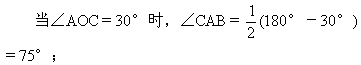 当∠AOC＝30°时，∠CAB＝$\frac{1}{2}$(180°－30°)
＝75°；